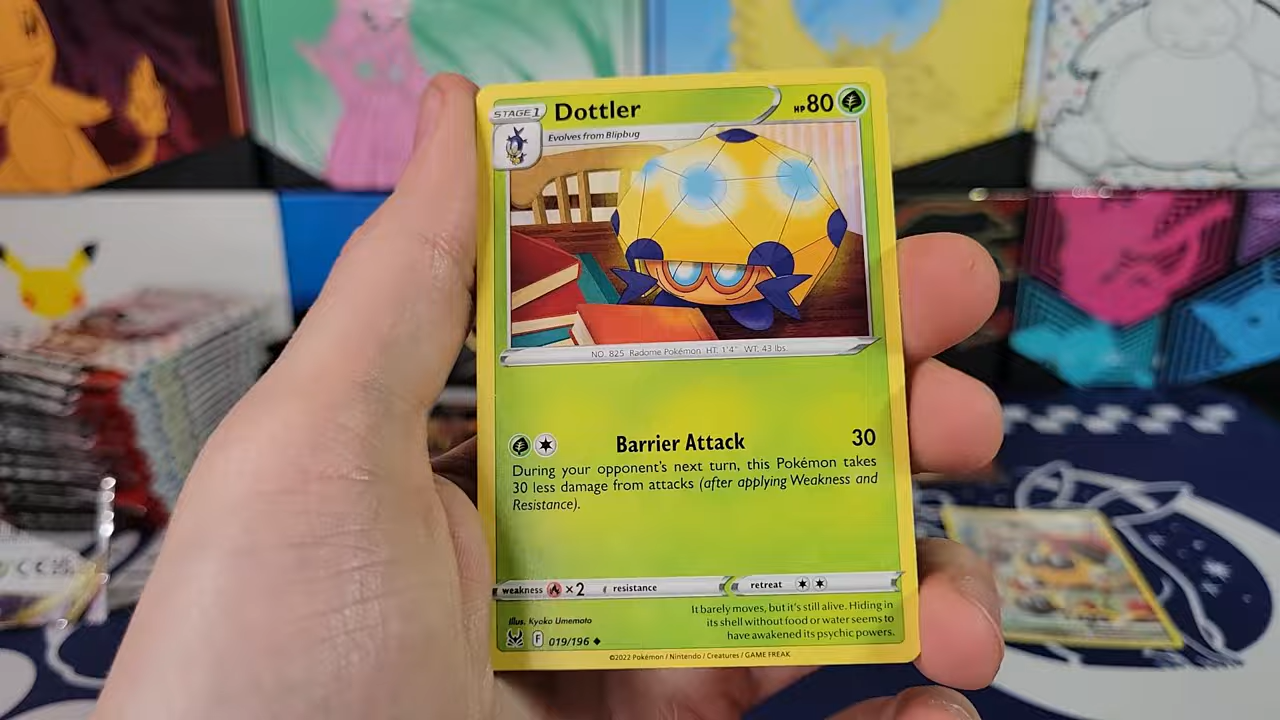 STAGE 1
Dottler
HP 80
Evolves from Blipbug
NO. 825 Radome Pokémon HT: 1'4" WT: 43 lbs.
Barrier Attack 30
During your opponent's next turn, this Pokémon takes
30 less damage from attacks (after applying Weakness and
Resistance).
weakness ×2 resistance retreat
It barely moves, but it's still alive. Hiding in
its shell without food or water seems to
have awakened its psychic powers.
Illus. Kyoko Umemoto
F 019/196
©2022 Pokémon / Nintendo / Creatures / GAME FREAK